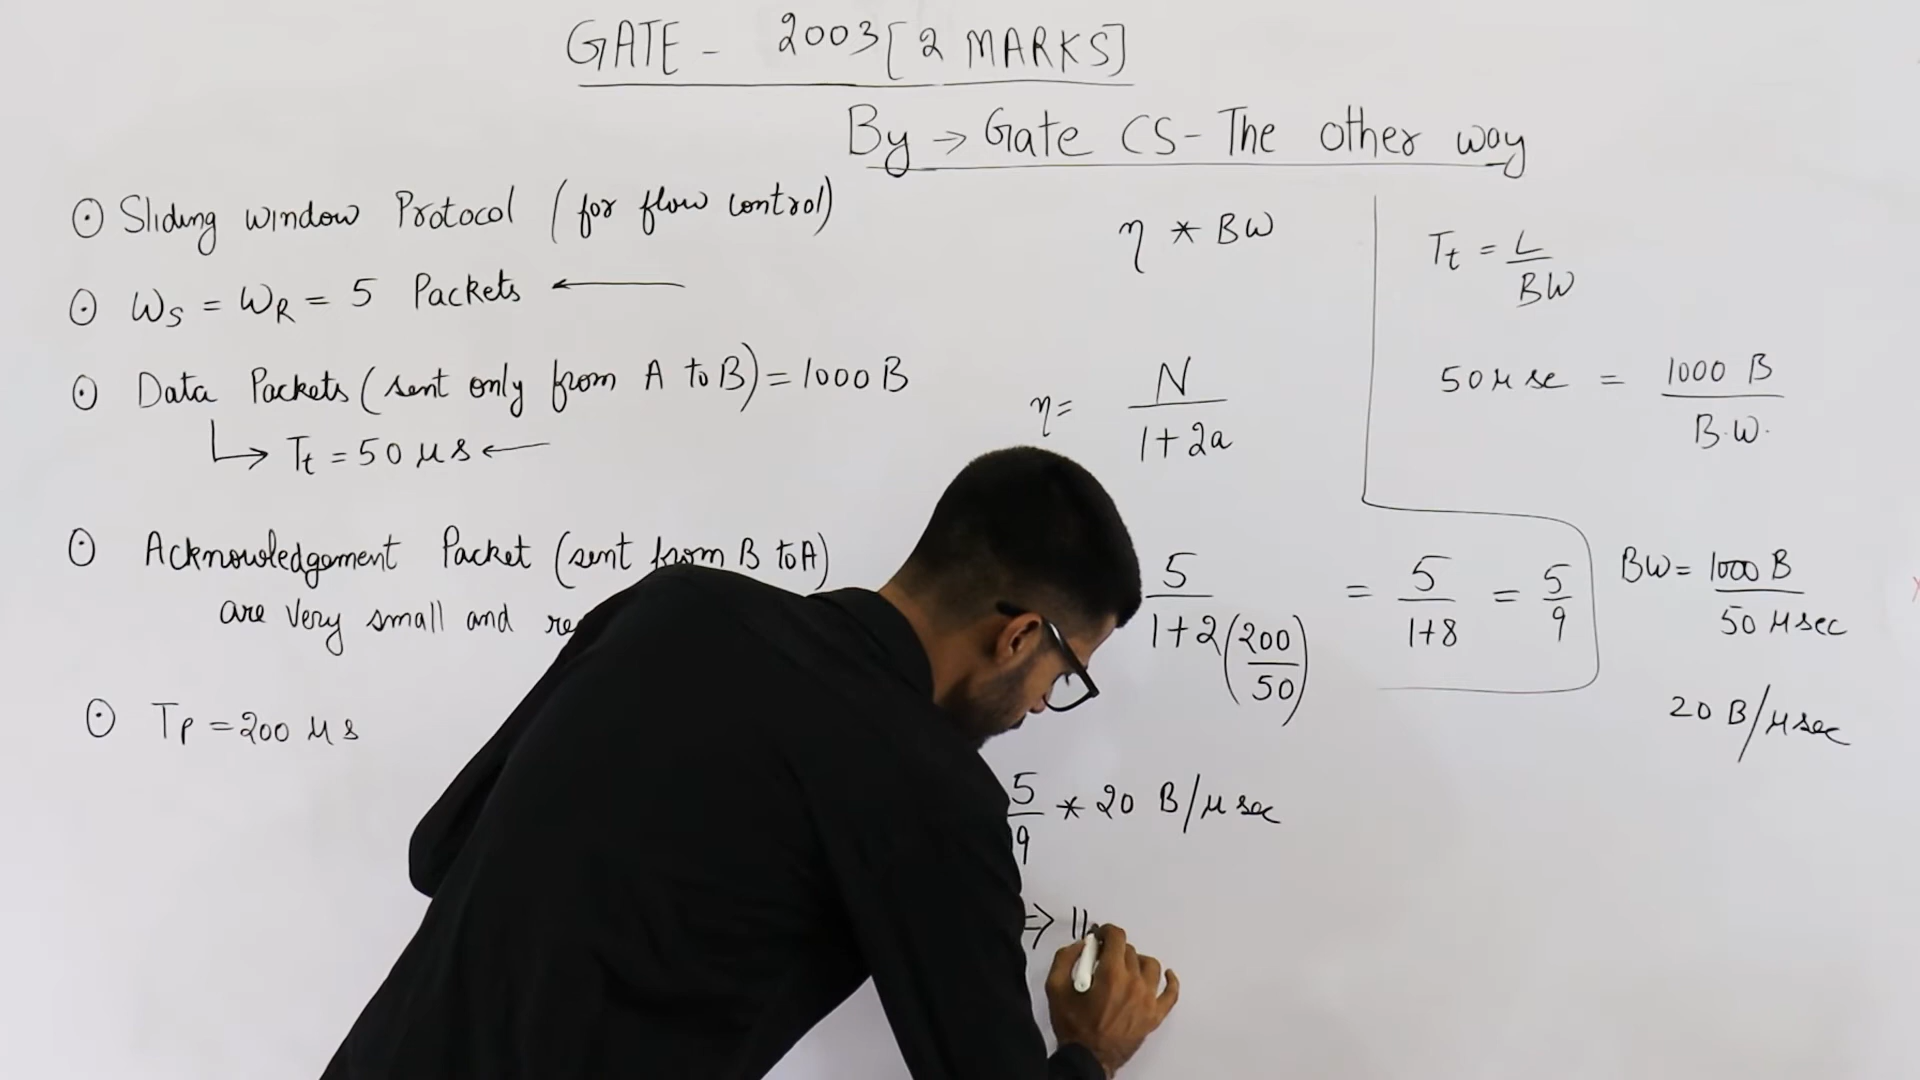 GATE - 2003 [2 MARKS]
By → Gate CS - The other way
⊙ Sliding window Protocol (for flow control)
⊙ WS = WR = 5 Packets ←
⊙ Data Packets (sent only from A to B) = 1000 B
↳ Tt = 50 μs ←
⊙ Acknowledgement Packet (sent from B to A)
are very small and
⊙ Tp = 200 μs
η * BW
η = N / 1+2a
5 / 1+2(200/50) = 5 / 1+8 = 5/9
5/9 * 20 B/μsec
⇒ 11
Tt = L / BW
50 μse = 1000 B / B.W.
BW = 1000 B / 50 μsec
20 B/μsec